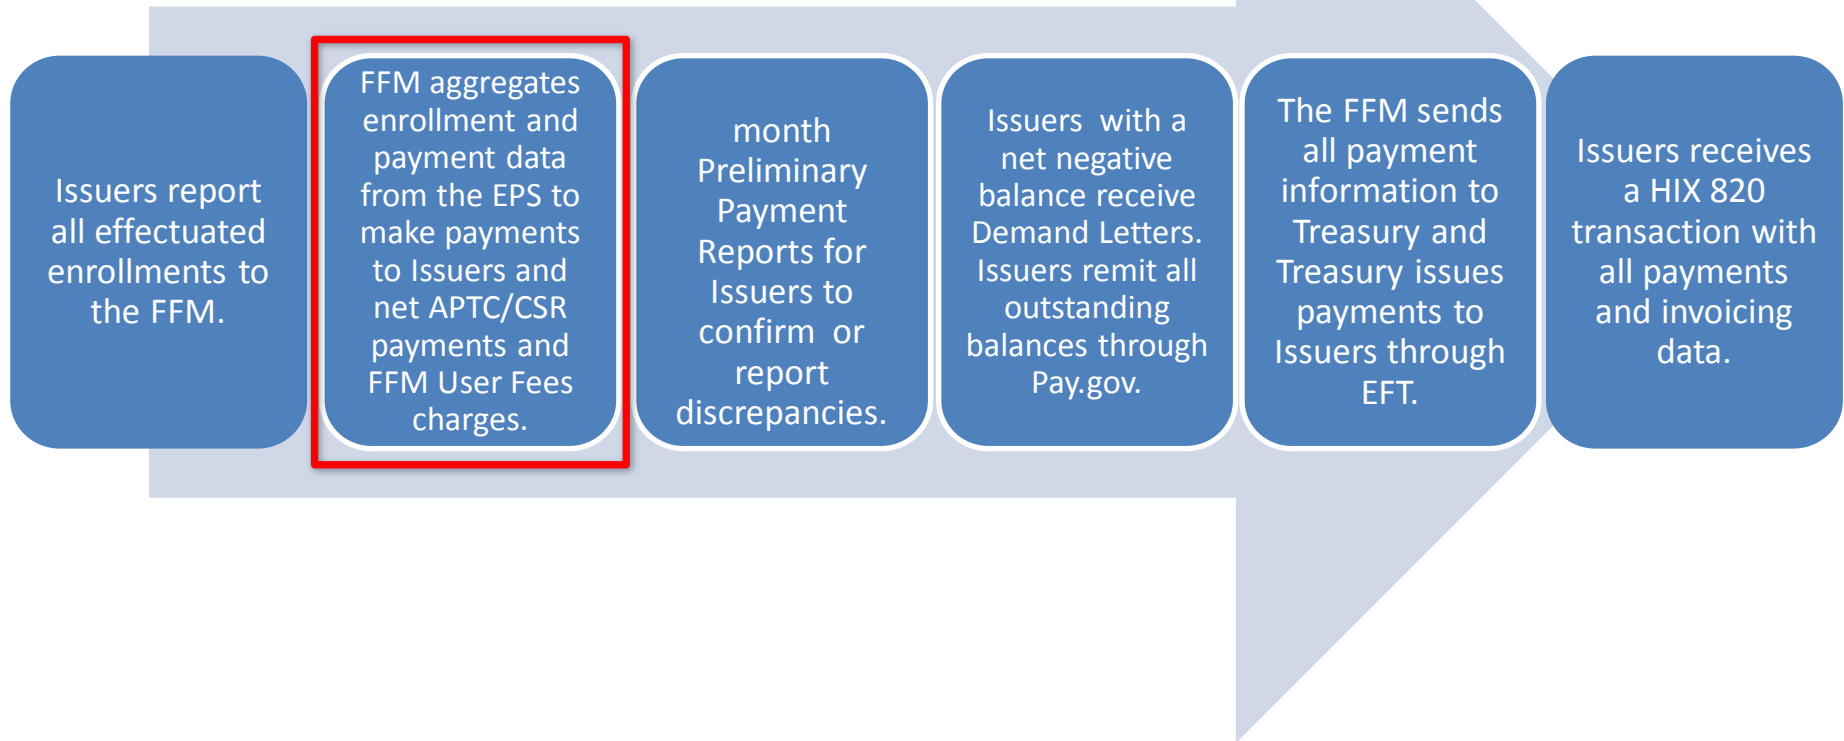 Issuers report
all effectuated
enrollments to
the FFM.
FFM aggregates
enrollment and
payment data
from the EPS to
make payments
to Issuers and
net APTC/CSR
payments and
FFM User Fees
charges.
month
Preliminary
Payment
Reports for
Issuers to
confirm or
report
discrepancies.
Issuers with a
net negative
balance receive
Demand Letters.
Issuers remit all
outstanding
balances through
Pay.gov.
The FFM sends
all payment
information to
Treasury and
Treasury issues
payments to
Issuers through
EFT.
Issuers receives
a HIX 820
transaction with
all payments
and invoicing
data.